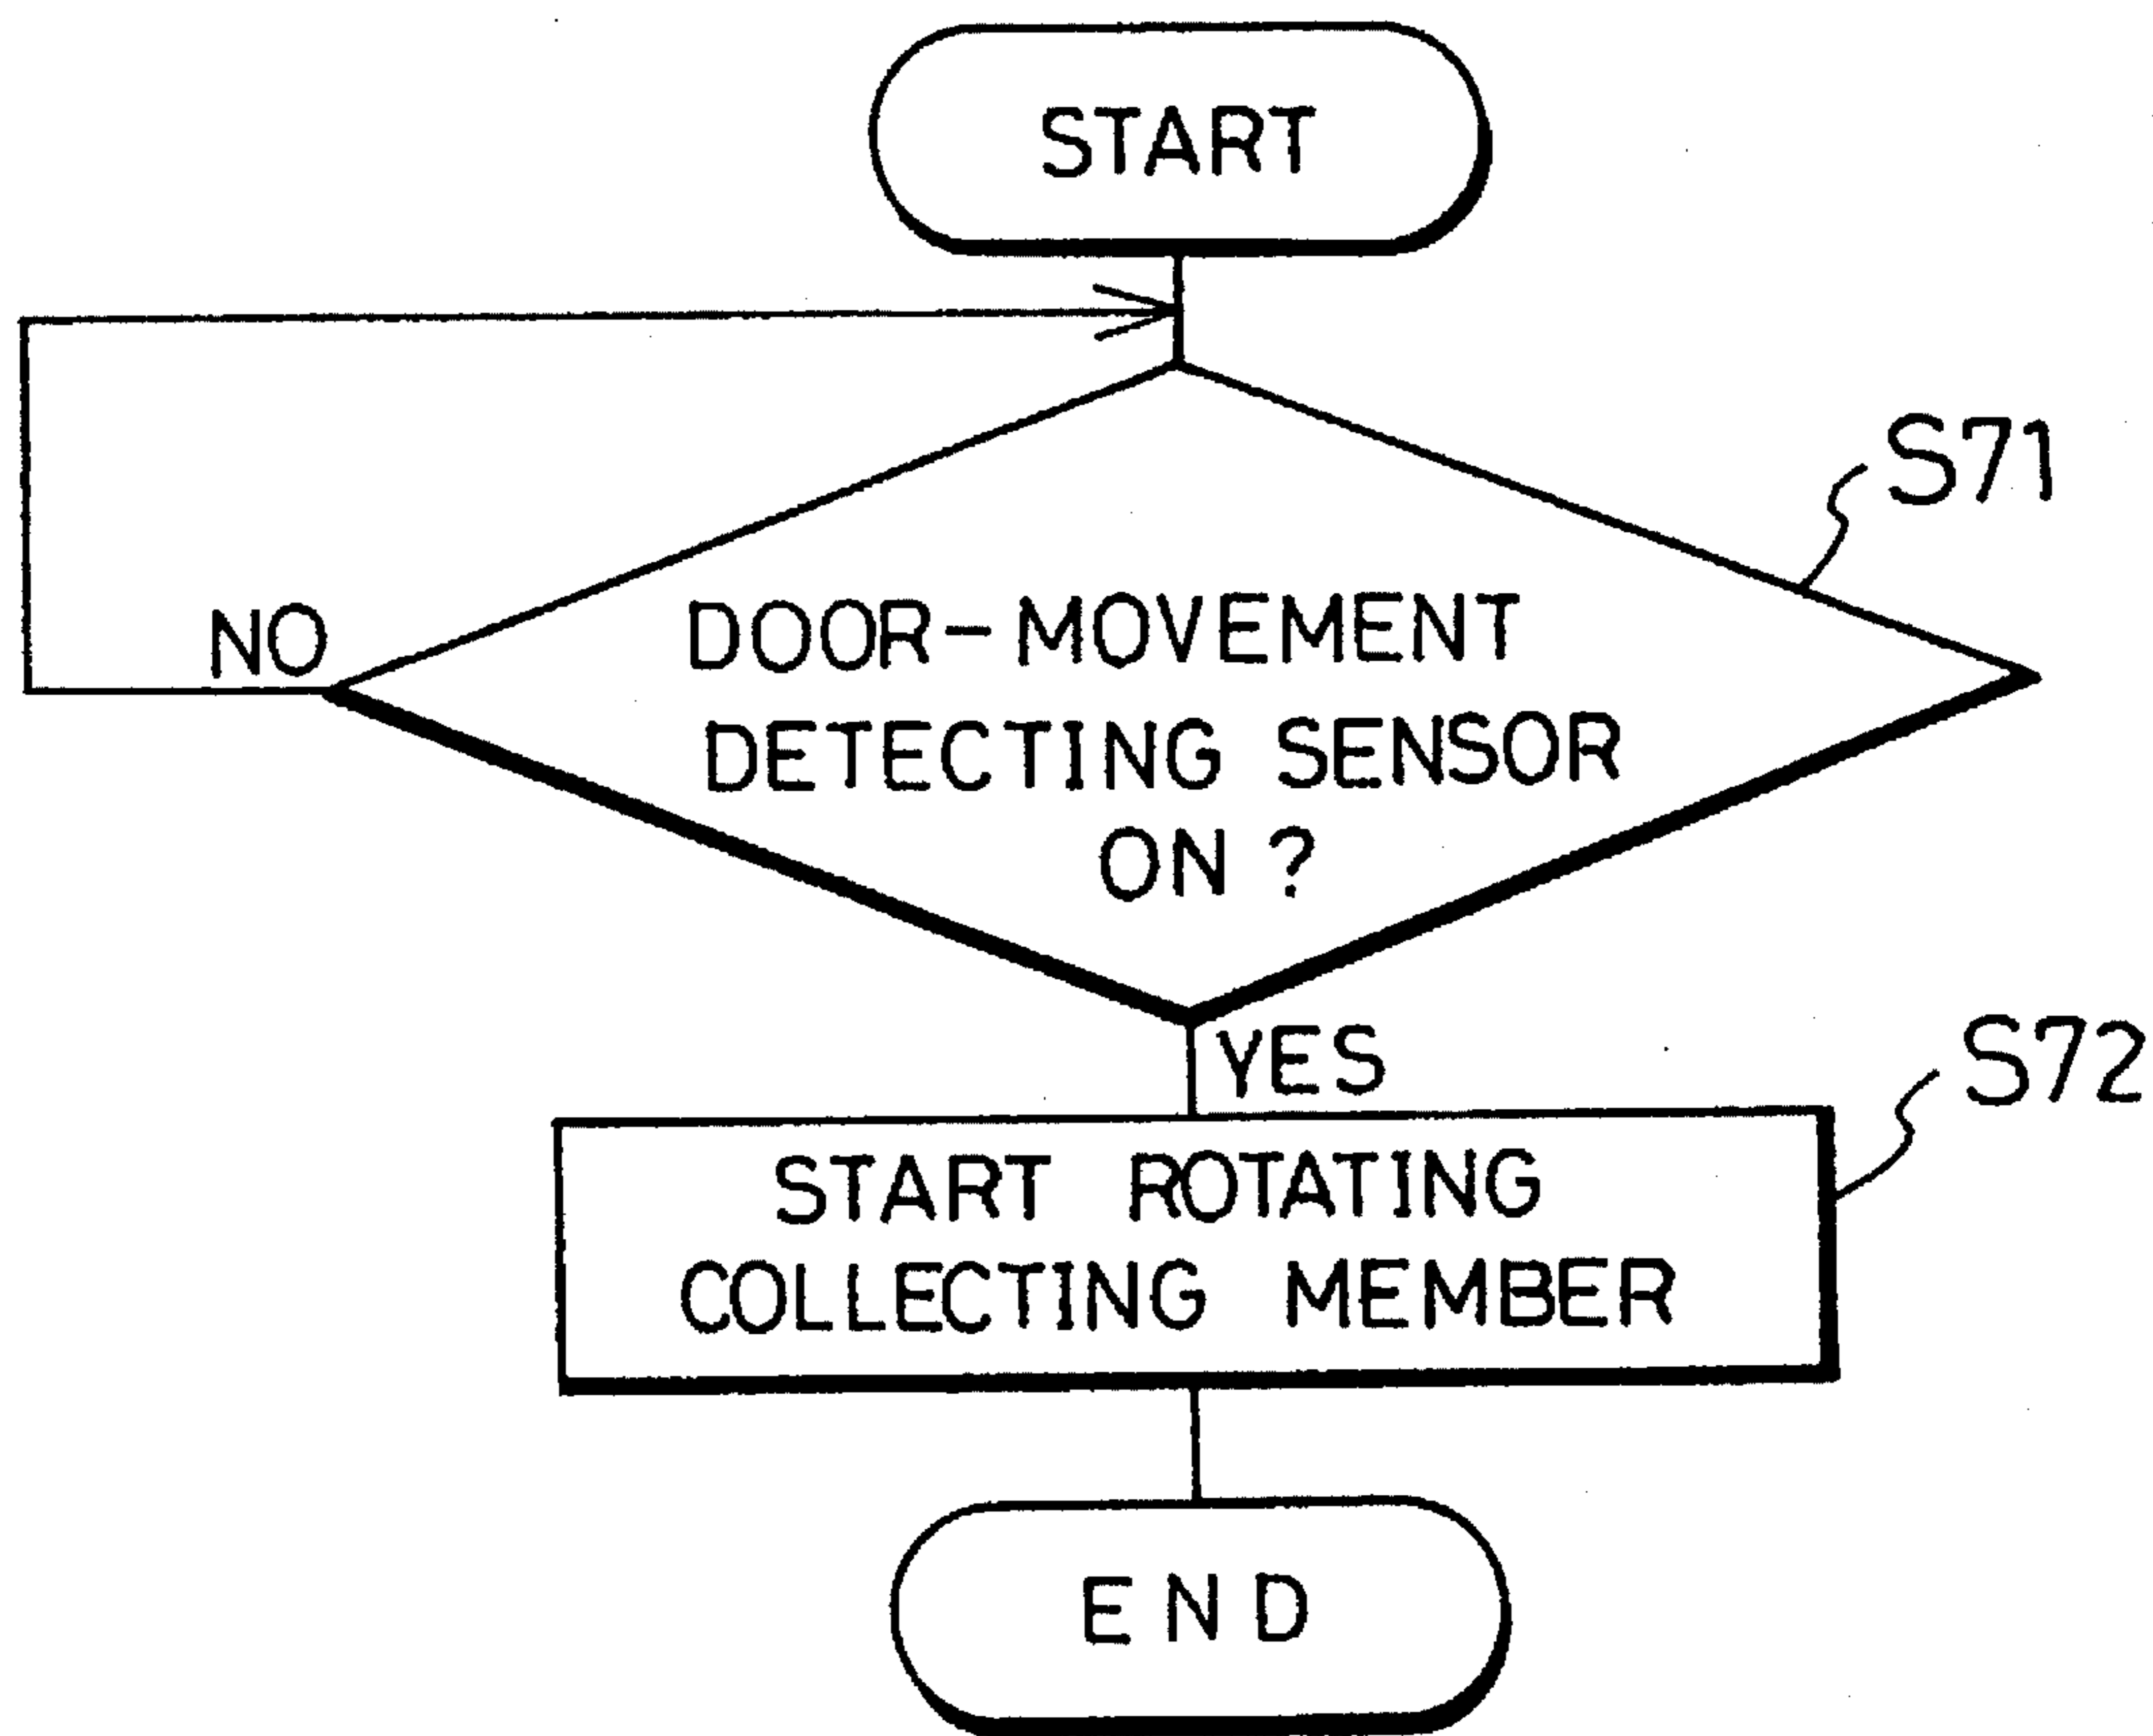 START
S71
NO
DOOR-MOVEMENT
DETECTING SENSOR
ON ?
YES
S72
START ROTATING
COLLECTING MEMBER
END